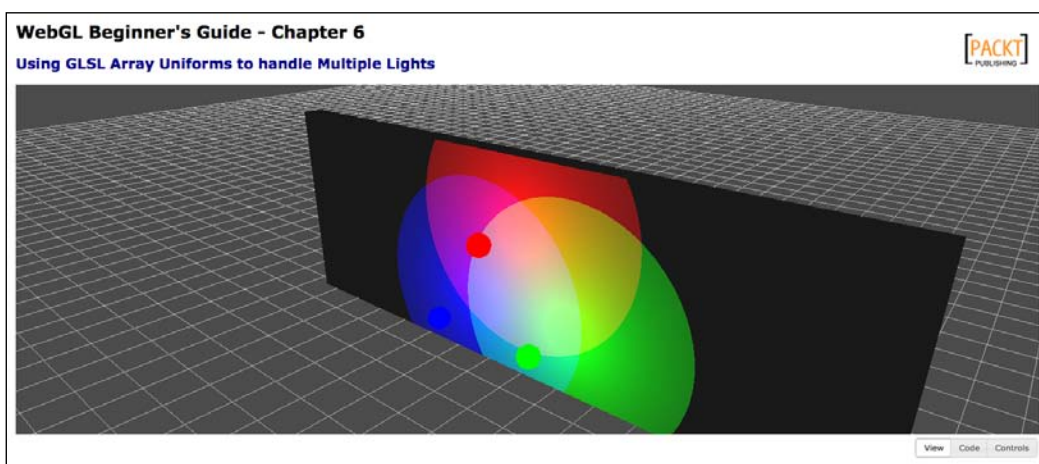 WebGL Beginner's Guide - Chapter 6
[PACKT]
PUBLISHING
Using GLSL Array Uniforms to handle Multiple Lights
View Code Controls